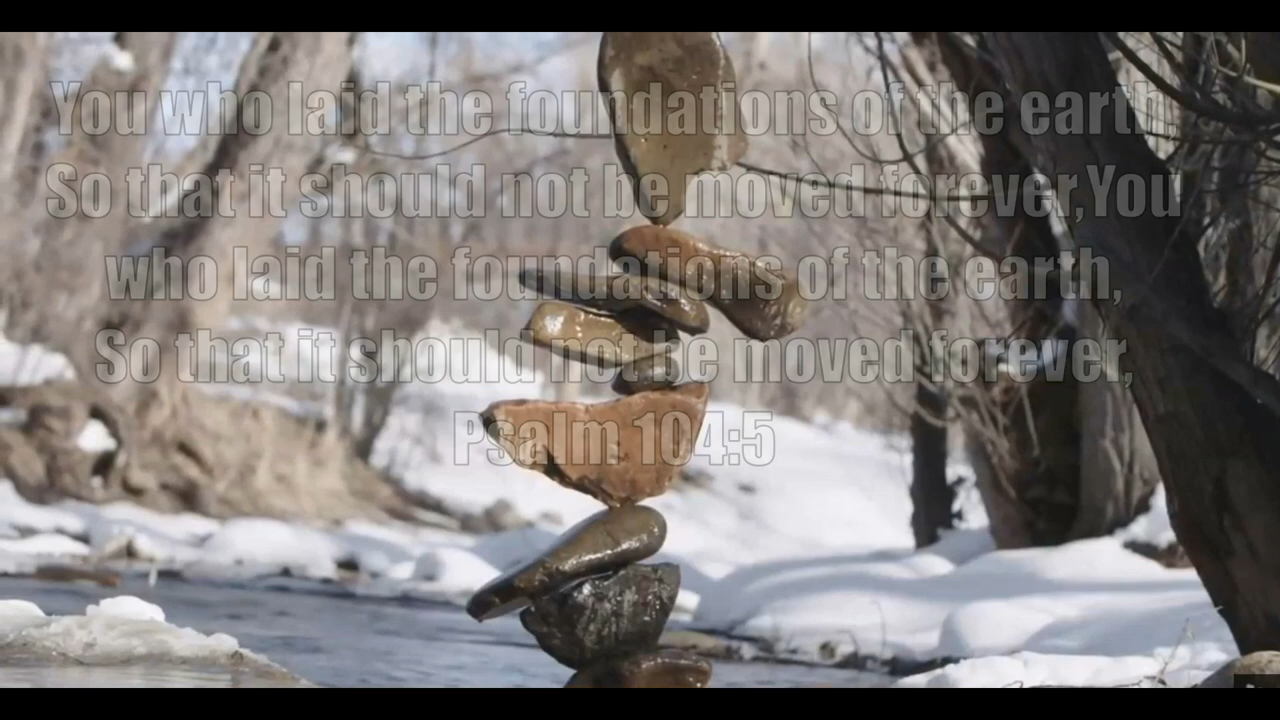 You who laid the foundations of the earth
So that it should not be moved forever,You
who laid the foundations of the earth,
So that it should not be moved forever,
Psalm 104:5